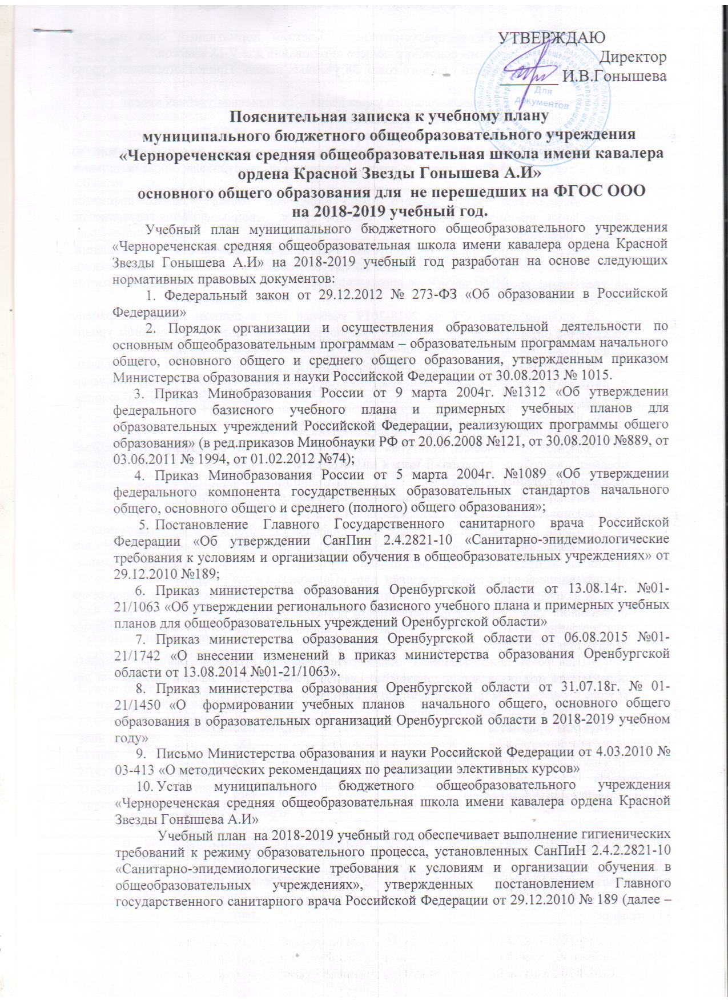 УТВЕРЖДАЮ
Директор
И.В.Гонышева
Для
документов
Пояснительная записка к учебному плану
муниципального бюджетного общеобразовательного учреждения
«Чернореченская средняя общеобразовательная школа имени кавалера
ордена Красной Звезды Гонышева А.И»
основного общего образования для  не перешедших на ФГОС ООО
на 2018-2019 учебный год.
Учебный план муниципального бюджетного общеобразовательного учреждения
«Чернореченская средняя общеобразовательная школа имени кавалера ордена Красной
Звезды Гонышева А.И» на 2018-2019 учебный год разработан на основе следующих
нормативных правовых документов:
1. Федеральный закон от 29.12.2012 № 273-ФЗ «Об образовании в Российской
Федерации»
2. Порядок организации и осуществления образовательной деятельности по
основным общеобразовательным программам – образовательным программам начального
общего, основного общего и среднего общего образования, утвержденным приказом
Министерства образования и науки Российской Федерации от 30.08.2013 № 1015.
3. Приказ Минобразования России от 9 марта 2004г. №1312 «Об утверждении
федерального базисного учебного плана и примерных учебных планов для
образовательных учреждений Российской Федерации, реализующих программы общего
образования» (в ред.приказов Минобнауки РФ от 20.06.2008 №121, от 30.08.2010 №889, от
03.06.2011 № 1994, от 01.02.2012 №74);
4. Приказ Минобразования России от 5 марта 2004г. №1089 «Об утверждении
федерального компонента государственных образовательных стандартов начального
общего, основного общего и среднего (полного) общего образования»;
5. Постановление Главного Государственного санитарного врача Российской
Федерации «Об утверждении СанПин 2.4.2821-10 «Санитарно-эпидемиологические
требования к условиям и организации обучения в общеобразовательных учреждениях» от
29.12.2010 №189;
6. Приказ министерства образования Оренбургской области от 13.08.14г. №01-
21/1063 «Об утверждении регионального базисного учебного плана и примерных учебных
планов для общеобразовательных учреждений Оренбургской области»
7. Приказ министерства образования Оренбургской области от 06.08.2015 №01-
21/1742 «О внесении изменений в приказ министерства образования Оренбургской
области от 13.08.2014 №01-21/1063».
8. Приказ министерства образования Оренбургской области от 31.07.18г. № 01-
21/1450 «О  формировании учебных планов  начального общего, основного общего
образования в образовательных организаций Оренбургской области в 2018-2019 учебном
году»
9. Письмо Министерства образования и науки Российской Федерации от 4.03.2010 №
03-413 «О методических рекомендациях по реализации элективных курсов»
10. Устав муниципального бюджетного общеобразовательного учреждения
«Чернореченская средняя общеобразовательная школа имени кавалера ордена Красной
Звезды Гонышева А.И»
Учебный план  на 2018-2019 учебный год обеспечивает выполнение гигиенических
требований к режиму образовательного процесса, установленных СанПиН 2.4.2.2821-10
«Санитарно-эпидемиологические требования к условиям и организации обучения в
общеобразовательных учреждениях», утвержденных постановлением Главного
государственного санитарного врача Российской Федерации от 29.12.2010 № 189 (далее –